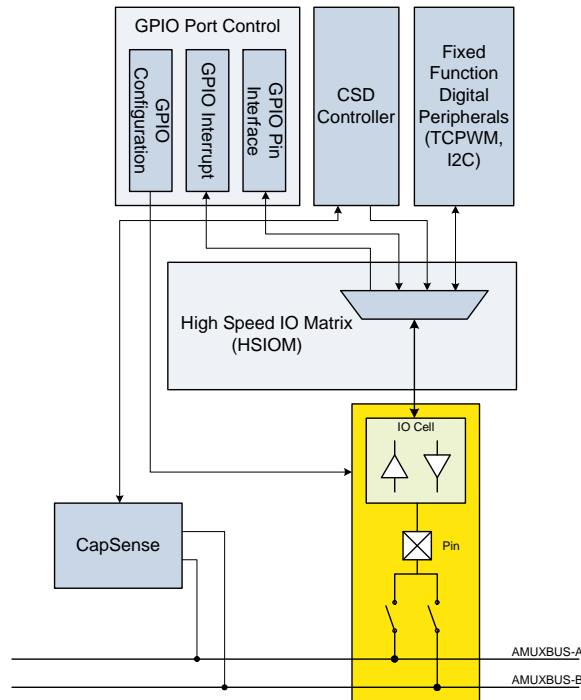 GPIO Port Control
GPIO
Configuration
GPIO Interrupt
GPIO Pin
Interface
CSD
Controller
Fixed
Function
Digital
Peripherals
(TCPWM,
I2C)
High Speed IO Matrix
(HSIOM)
IO Cell
CapSense
Pin
AMUXBUS-A
AMUXBUS-B